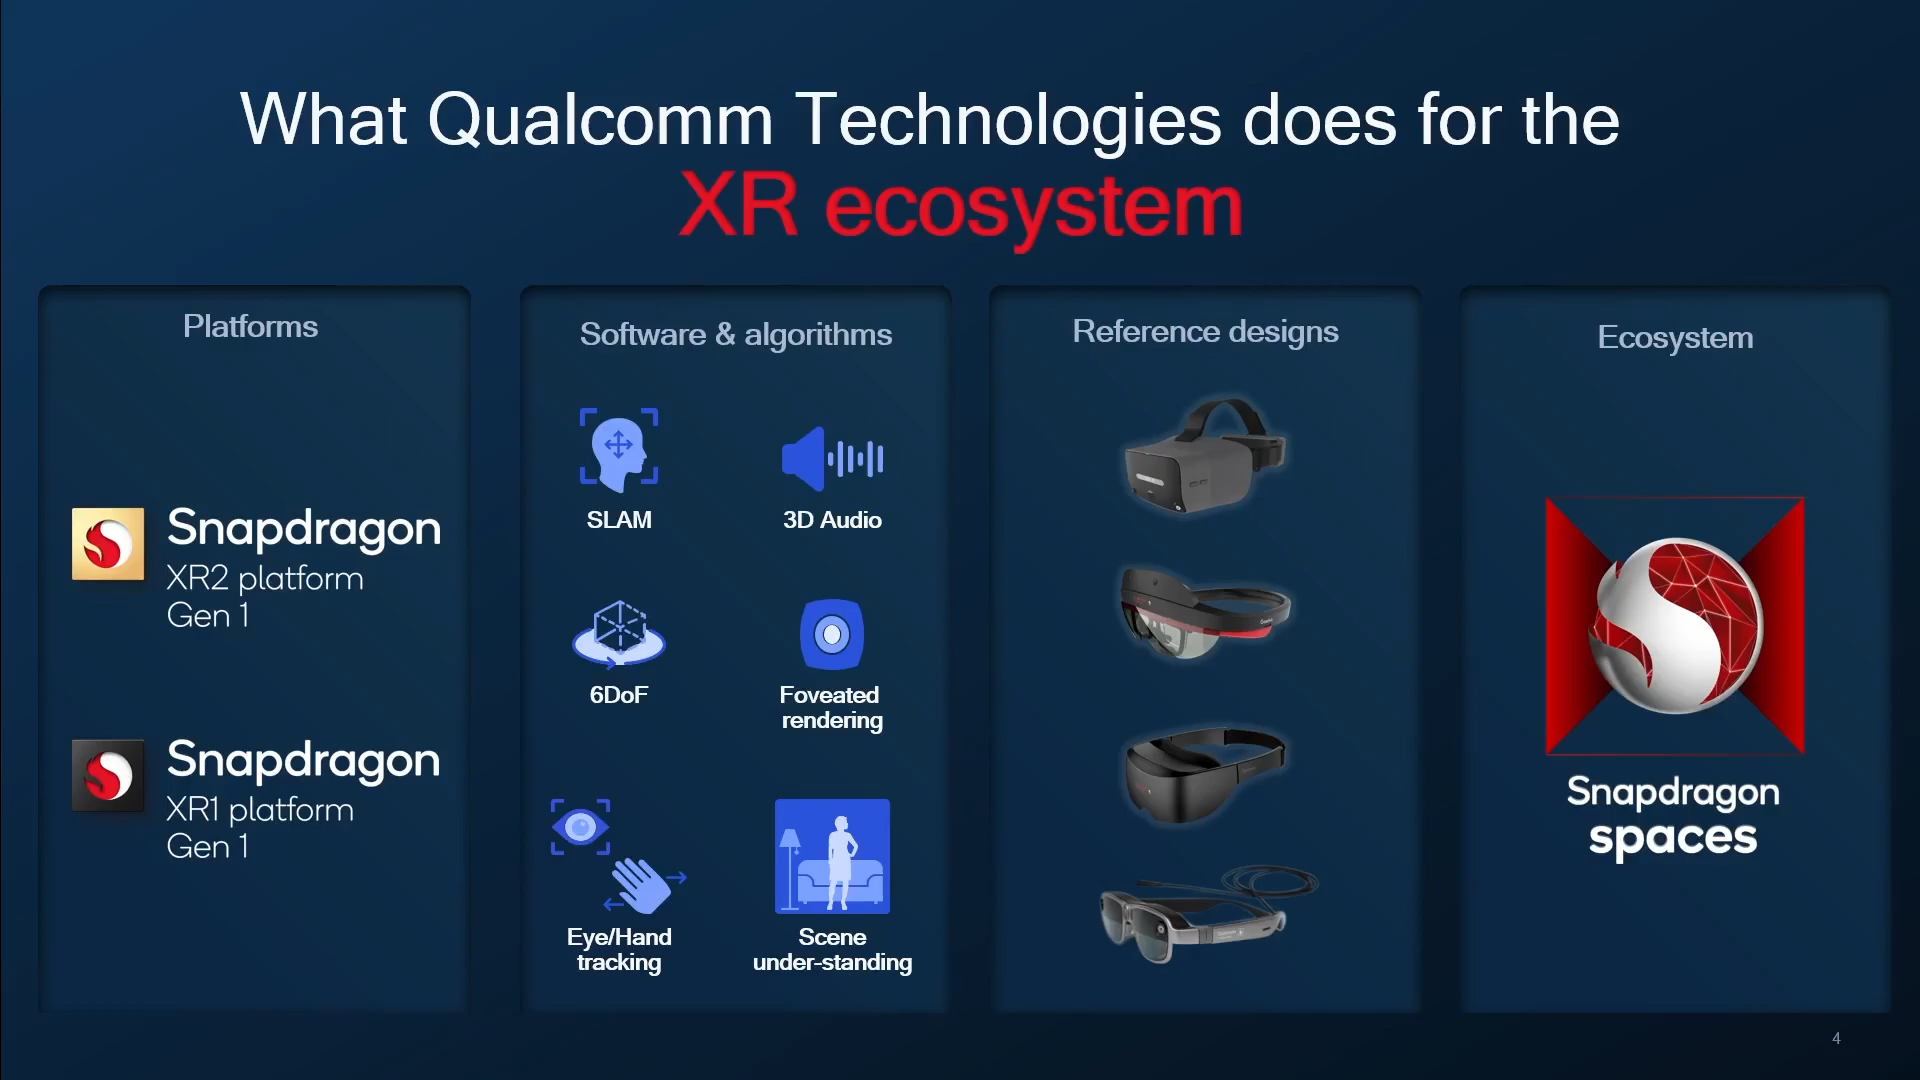 What Qualcomm Technologies does for the
XR ecosystem
Platforms
Snapdragon
XR2 platform
Gen 1
Snapdragon
XR1 platform
Gen 1
Software & algorithms
SLAM
3D Audio
6DoF
Foveated
rendering
Eye/Hand
tracking
Scene
under-standing
Reference designs
Ecosystem
Snapdragon
spaces
4